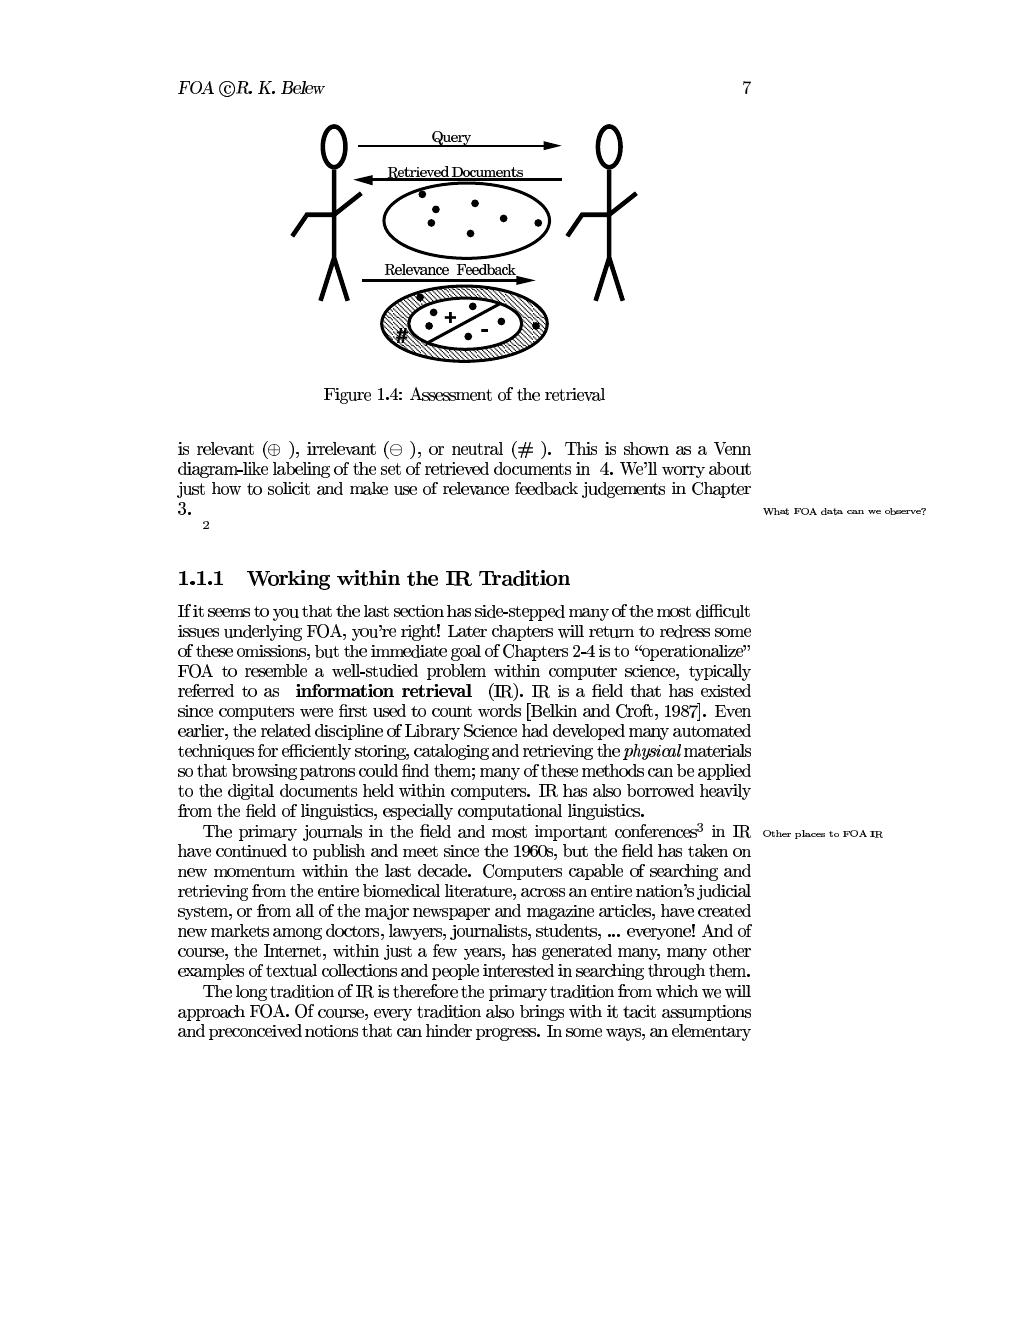 FOA ©R. K. Belew 7
Query
Retrieved Documents
Relevance Feedback
+
-
#
Figure 1.4: Assessment of the retrieval
is relevant (⊕ ), irrelevant (⊖ ), or neutral (# ). This is shown as a Venn
diagram-like labeling of the set of retrieved documents in 4. We'll worry about
just how to solicit and make use of relevance feedback judgements in Chapter
3.
What FOA data can we observe?
2
1.1.1 Working within the IR Tradition
If it seems to you that the last section has side-stepped many of the most difficult
issues underlying FOA, you're right! Later chapters will return to redress some
of these omissions, but the immediate goal of Chapters 2-4 is to “operationalize”
FOA to resemble a well-studied problem within computer science, typically
referred to as information retrieval (IR). IR is a field that has existed
since computers were first used to count words [Belkin and Croft, 1987]. Even
earlier, the related discipline of Library Science had developed many automated
techniques for efficiently storing, cataloging and retrieving the physical materials
so that browsing patrons could find them; many of these methods can be applied
to the digital documents held within computers. IR has also borrowed heavily
from the field of linguistics, especially computational linguistics.
The primary journals in the field and most important conferences³ in IR
Other places to FOA IR
have continued to publish and meet since the 1960s, but the field has taken on
new momentum within the last decade. Computers capable of searching and
retrieving from the entire biomedical literature, across an entire nation's judicial
system, or from all of the major newspaper and magazine articles, have created
new markets among doctors, lawyers, journalists, students, ... everyone! And of
course, the Internet, within just a few years, has generated many, many other
examples of textual collections and people interested in searching through them.
The long tradition of IR is therefore the primary tradition from which we will
approach FOA. Of course, every tradition also brings with it tacit assumptions
and preconceived notions that can hinder progress. In some ways, an elementary